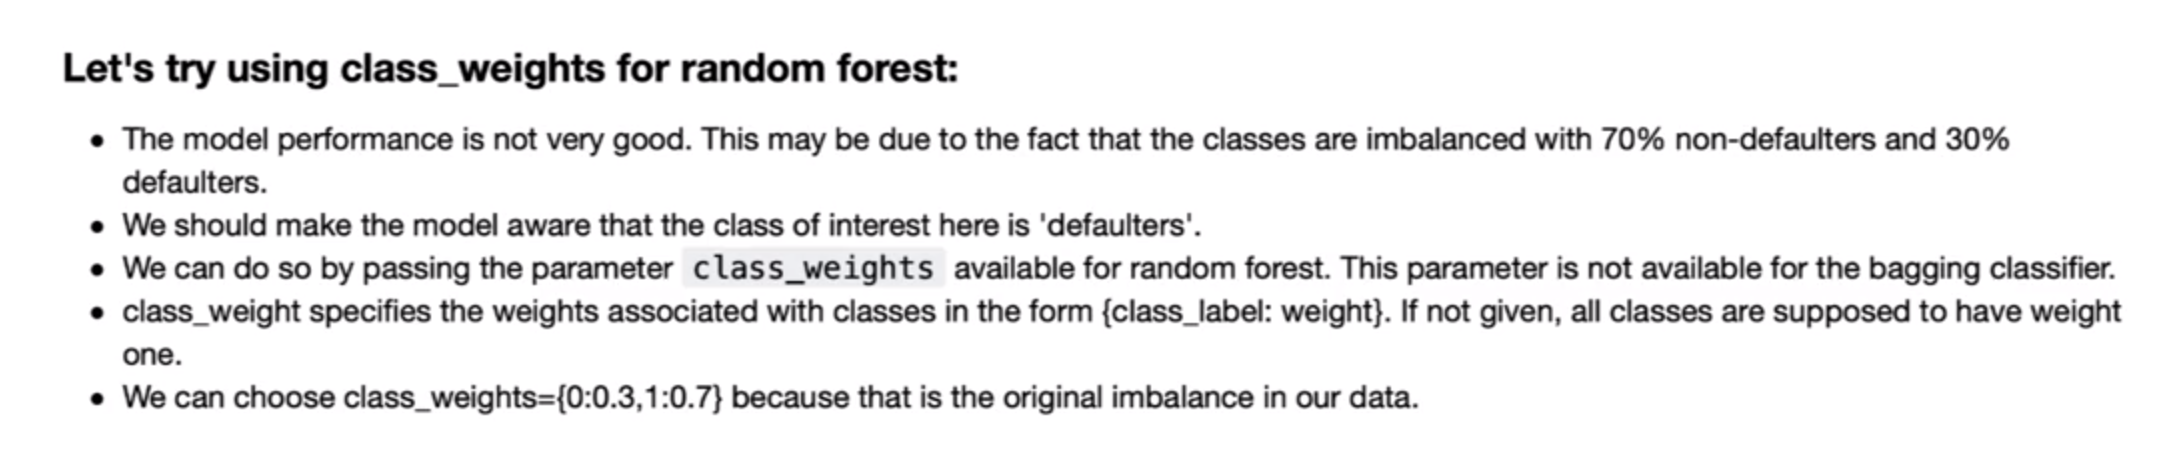 Let's try using class_weights for random forest:
• The model performance is not very good. This may be due to the fact that the classes are imbalanced with 70% non-defaulters and 30%
defaulters.
• We should make the model aware that the class of interest here is 'defaulters'.
• We can do so by passing the parameter class_weights available for random forest. This parameter is not available for the bagging classifier.
• class_weight specifies the weights associated with classes in the form {class_label: weight}. If not given, all classes are supposed to have weight
one.
• We can choose class_weights={0:0.3,1:0.7} because that is the original imbalance in our data.